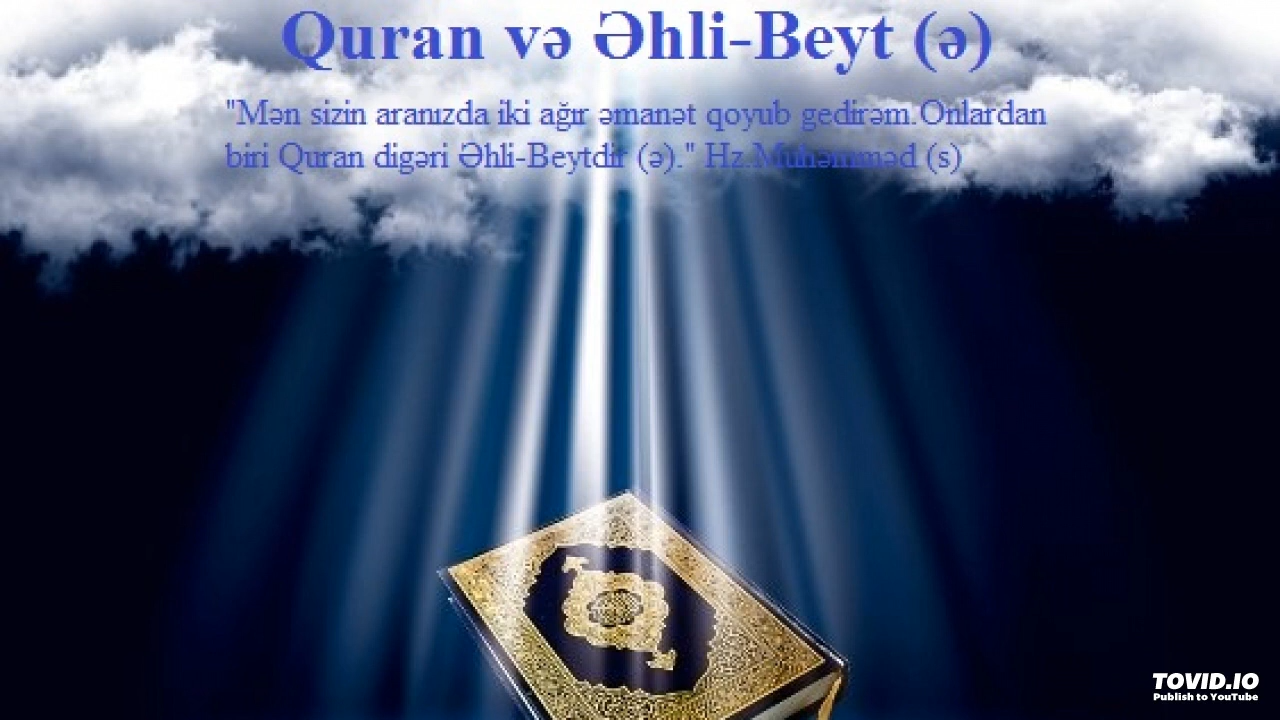 Quran və Əhli-Beyt (ə)
"Mən sizin aranızda iki ağır əmanət qoyub gedirəm.Onlardan
biri Quran digəri Əhli-Beytdir (ə)." Hz.Muhəmməd (s)
TOVID.IO
Publish to YouTube